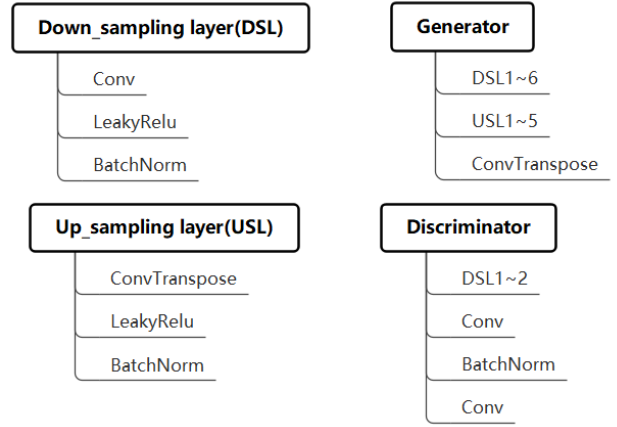 Down_sampling layer(DSL)
Conv
LeakyRelu
BatchNorm
Generator
DSL1~6
USL1~5
ConvTranspose
Up_sampling layer(USL)
ConvTranspose
LeakyRelu
BatchNorm
Discriminator
DSL1~2
Conv
BatchNorm
Conv